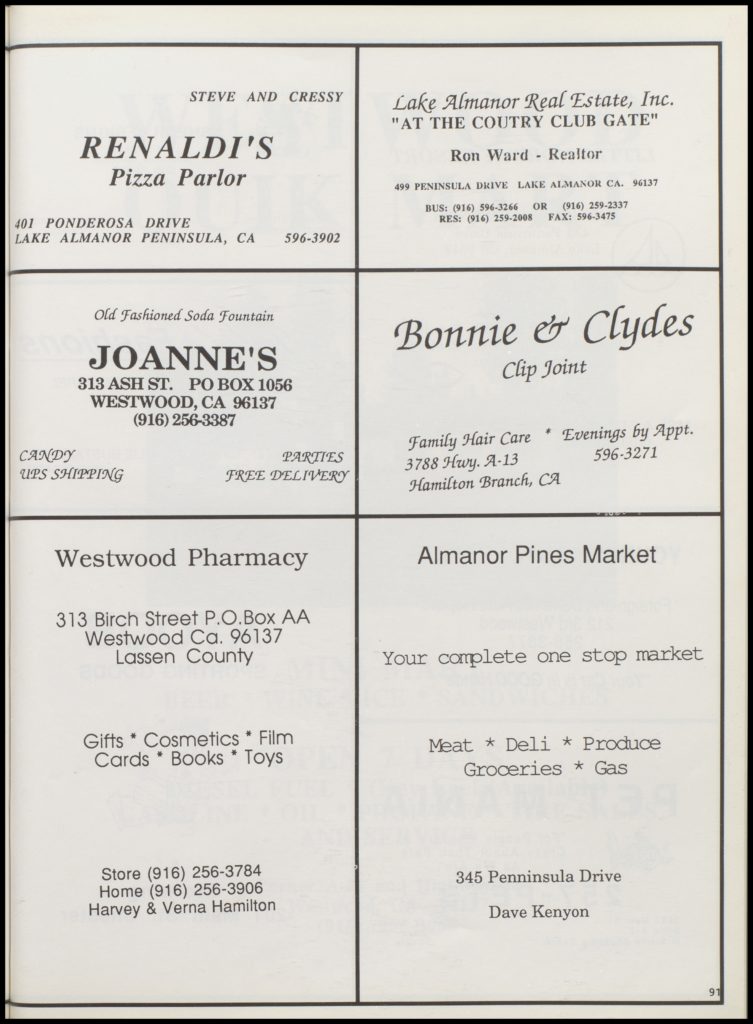 STEVE AND CRESSY
RENALDI'S
Pizza Parlor
401 PONDEROSA DRIVE
LAKE ALMANOR PENINSULA, CA 596-3902
Lake Almanor Real Estate, Inc.
"AT THE COUTRY CLUB GATE"
Ron Ward - Realtor
499 PENINSULA DRIVE LAKE ALMANOR CA. 96137
BUS: (916) 596-3266 OR (916) 259-2337
RES: (916) 259-2008 FAX: 596-3475
Old Fashioned Soda Fountain
JOANNE'S
313 ASH ST. PO BOX 1056
WESTWOOD, CA 96137
(916) 256-3387
CANDY PARTIES
UPS SHIPPING FREE DELIVERY
Bonnie & Clydes
Clip Joint
Family Hair Care * Evenings by Appt.
3788 Hwy. A-13 596-3271
Hamilton Branch, CA
Westwood Pharmacy
313 Birch Street P.O.Box AA
Westwood Ca. 96137
Lassen County
Gifts * Cosmetics * Film
Cards * Books * Toys
Store (916) 256-3784
Home (916) 256-3906
Harvey & Verna Hamilton
Almanor Pines Market
Your complete one stop market
Meat * Deli * Produce
Groceries * Gas
345 Penninsula Drive
Dave Kenyon
91